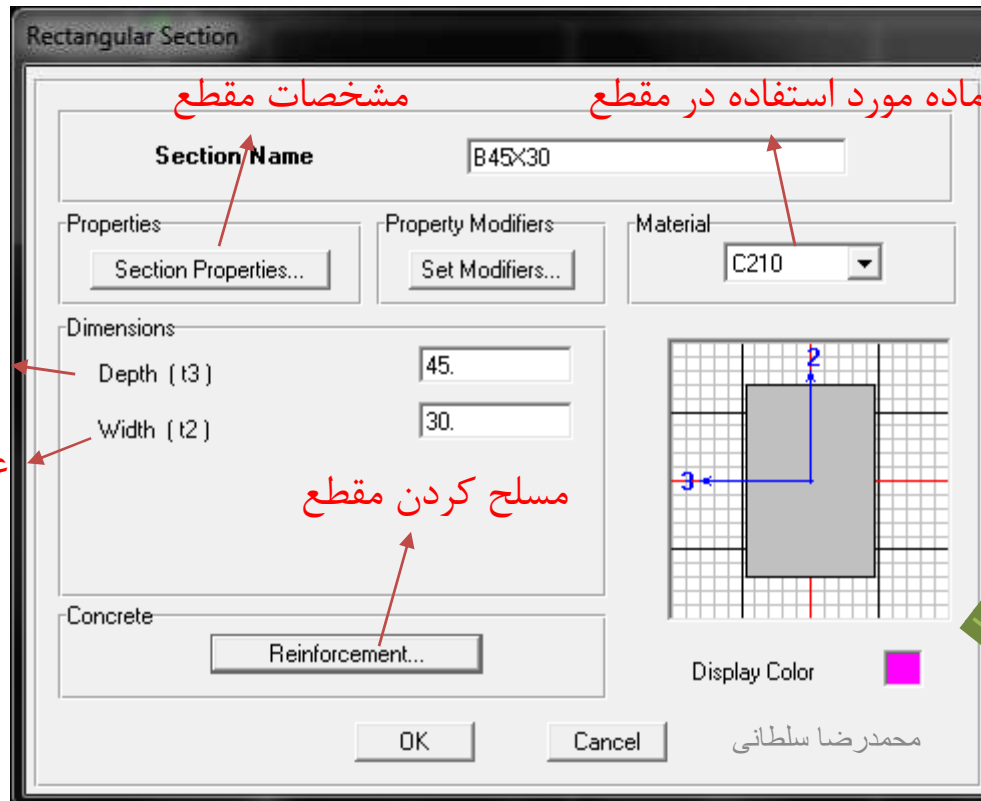 Rectangular Section
مشخصات مقطع
ماده مورد استفاده در مقطع
Section Name B45X30
Properties Property Modifiers Material
Section Properties... Set Modifiers... C210
Dimensions
Depth ( t3 ) 45.
Width ( t2 ) 30.
2
3
مسلح کردن مقطع
Concrete
Reinforcement...
Display Color
OK Cancel محمدرضا سلطانی